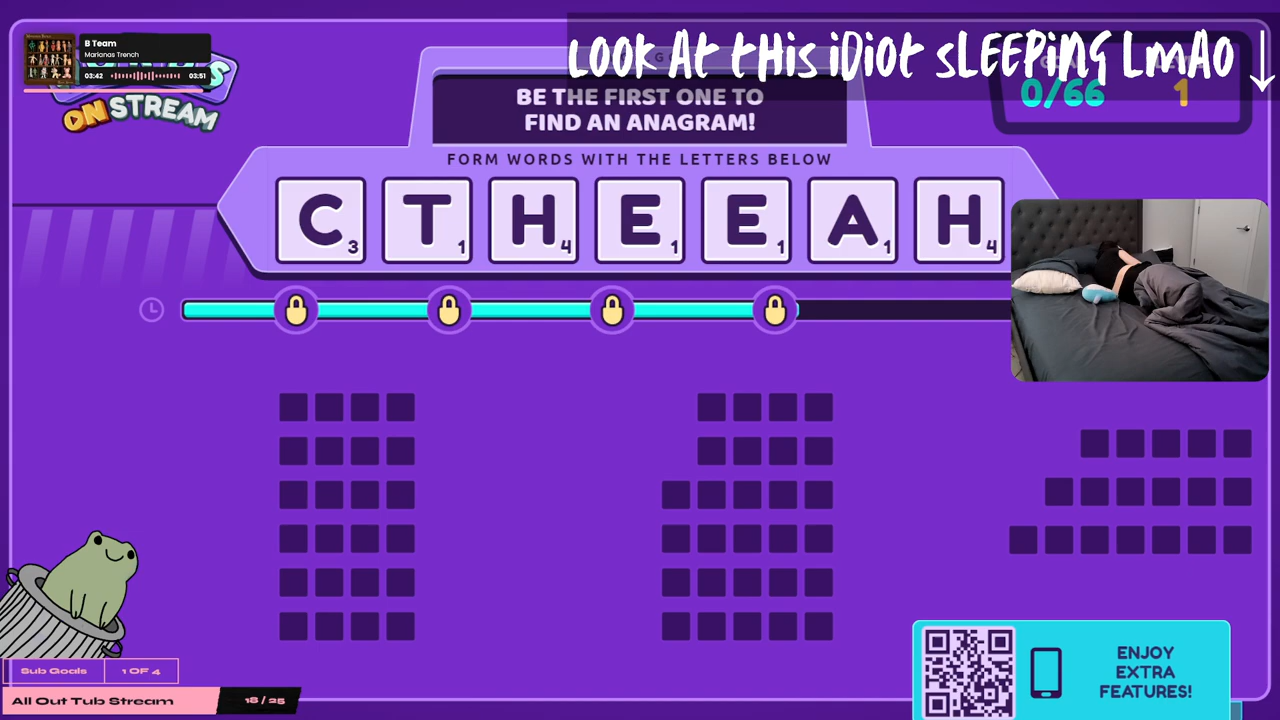 B Team
Marianas Trench
03:42
03:51
ON STREAM
LOOK At tHis iDiot sLEEPiNG LmAO
BE THE FIRST ONE TO
FIND AN ANAGRAM!
0/66
1
FORM WORDS WITH THE LETTERS BELOW
C3 T1 H4 E1 E1 A1 H4
Sub Goals
1 OF 4
All Out Tub Stream
18 / 25
ENJOY
EXTRA
FEATURES!